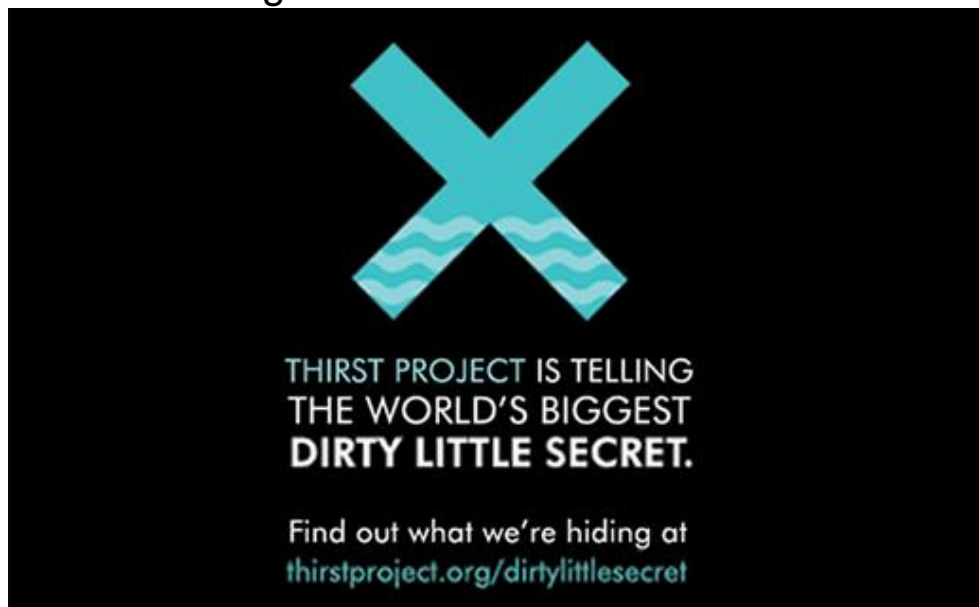 THIRST PROJECT IS TELLING
THE WORLD'S BIGGEST
DIRTY LITTLE SECRET.
Find out what we're hiding at
thirstproject.org/dirtylittlesecret